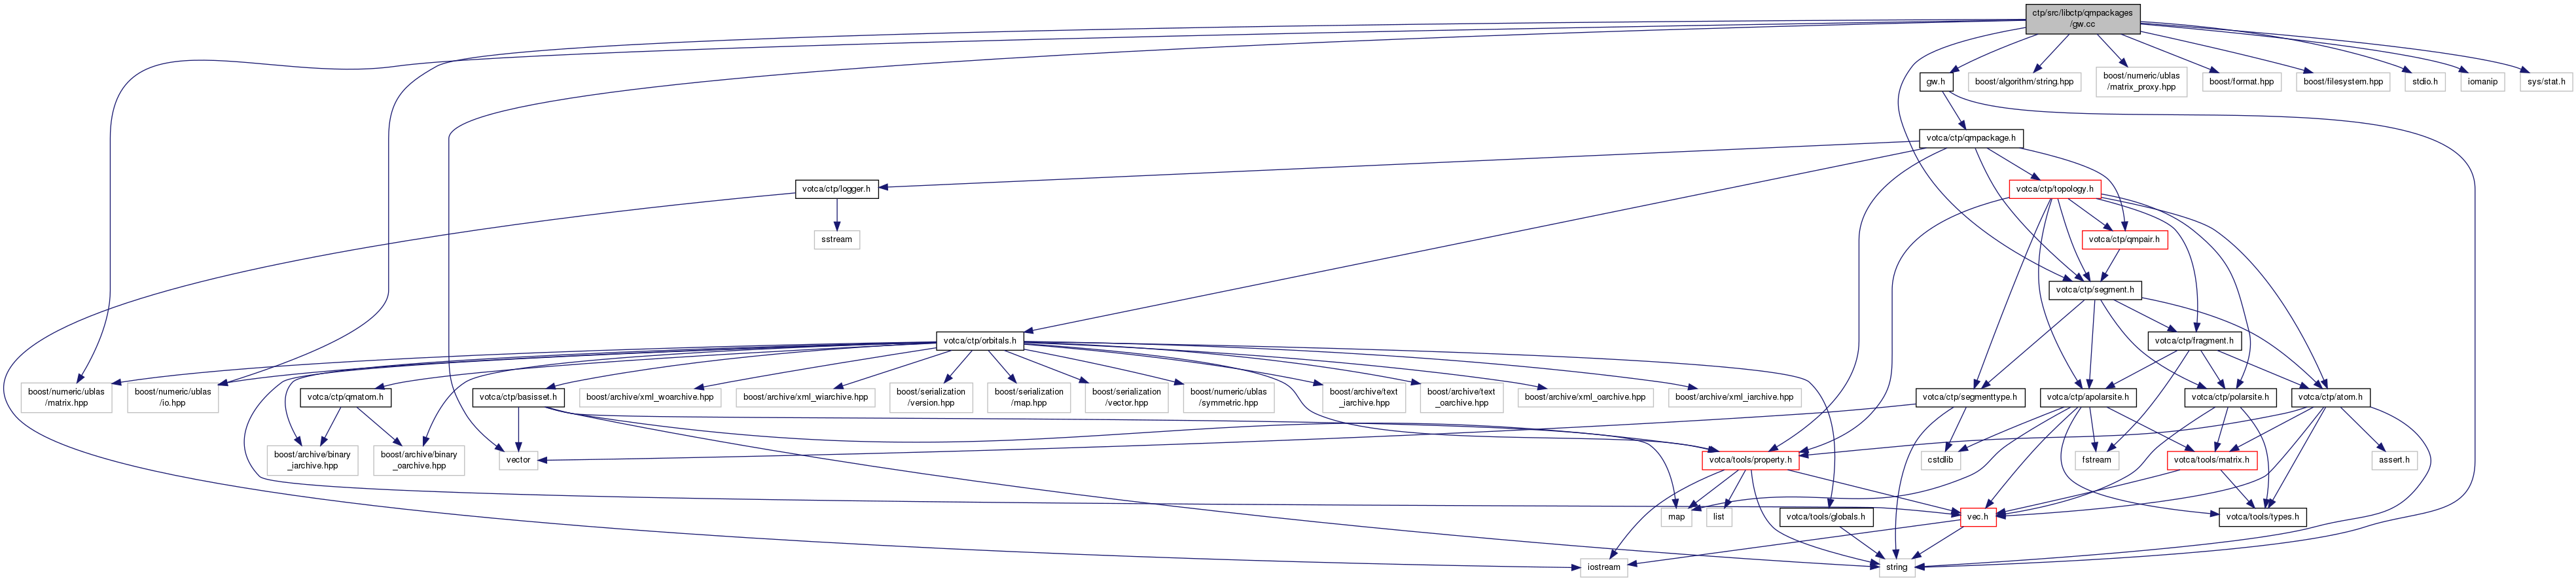 ctp/src/libctp/qmpackages
/gw.cc
gw.h
boost/algorithm/string.hpp
boost/numeric/ublas
/matrix_proxy.hpp
boost/format.hpp
boost/filesystem.hpp
stdio.h
iomanip
sys/stat.h
votca/ctp/qmpackage.h
votca/ctp/logger.h
votca/ctp/topology.h
sstream
votca/ctp/qmpair.h
votca/ctp/segment.h
votca/ctp/orbitals.h
votca/ctp/fragment.h
boost/numeric/ublas
/matrix.hpp
boost/numeric/ublas
/io.hpp
votca/ctp/qmatom.h
votca/ctp/basisset.h
boost/archive/xml_woarchive.hpp
boost/archive/xml_wiarchive.hpp
boost/serialization
/version.hpp
boost/serialization
/map.hpp
boost/serialization
/vector.hpp
boost/numeric/ublas
/symmetric.hpp
boost/archive/text
_iarchive.hpp
boost/archive/text
_oarchive.hpp
boost/archive/xml_oarchive.hpp
boost/archive/xml_iarchive.hpp
votca/ctp/segmenttype.h
votca/ctp/apolarsite.h
votca/ctp/polarsite.h
votca/ctp/atom.h
boost/archive/binary
_iarchive.hpp
boost/archive/binary
_oarchive.hpp
vector
votca/tools/property.h
cstdlib
fstream
votca/tools/matrix.h
assert.h
map
list
votca/tools/globals.h
vec.h
votca/tools/types.h
iostream
string